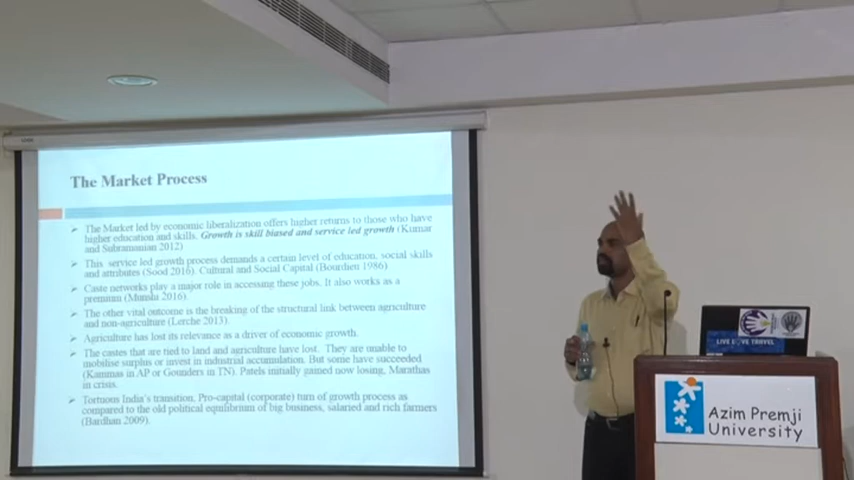 The Market Process
➢ The Market led by economic liberalization offers higher returns to those who have
higher education and skills. Growth is skill biased and service led growth (Kumar
and Subramanian 2012)
➢ This service led growth process demands a certain level of education, social skills
and attributes (Sood 2016). Cultural and Social Capital (Bourdieu 1986)
➢ Caste networks play a major role in accessing these jobs. It also works as a
premium (Munshi 2016)
➢ The other vital outcome is the breaking of the structural link between agriculture
and non-agriculture (Lerche 2013).
➢ Agriculture has lost its relevance as a driver of economic growth.
➢ The castes that are tied to land and agriculture have lost. They are unable to
mobilise surplus or invest in industrial accumulation. But some have succeeded
(Kammas in AP or Gounders in TN). Patels initially gained now losing, Marathas
in crisis.
➢ Tortuous India's transition. Pro-capital (corporate) turn of growth process as
compared to the old political equilibrium of big business, salaried and rich farmers
(Bardhan 2009).
LIVE LOVE TRAVEL
Azim Premji
University